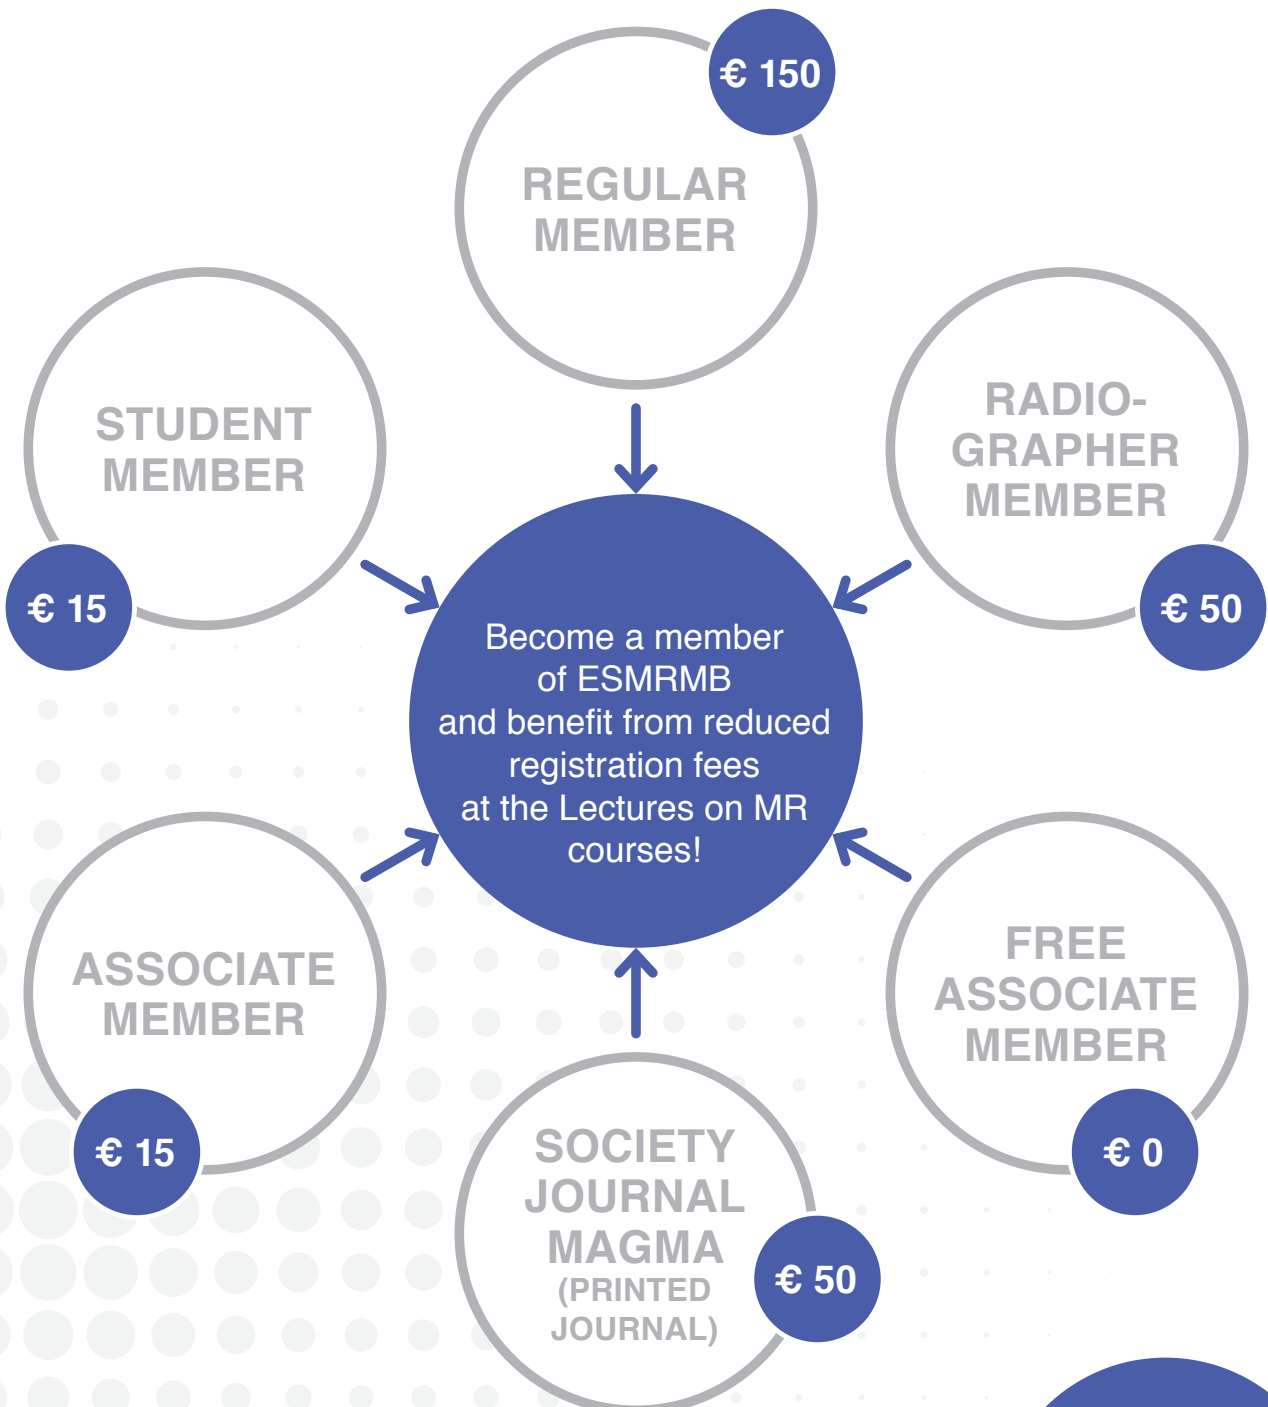 € 150
REGULAR
MEMBER
STUDENT
MEMBER
€ 15
RADIO-
GRAPHER
MEMBER
€ 50
Become a member
of ESMRMB
and benefit from reduced
registration fees
at the Lectures on MR
courses!
ASSOCIATE
MEMBER
€ 15
FREE
ASSOCIATE
MEMBER
€ 0
SOCIETY
JOURNAL
MAGMA
(PRINTED
JOURNAL)
€ 50